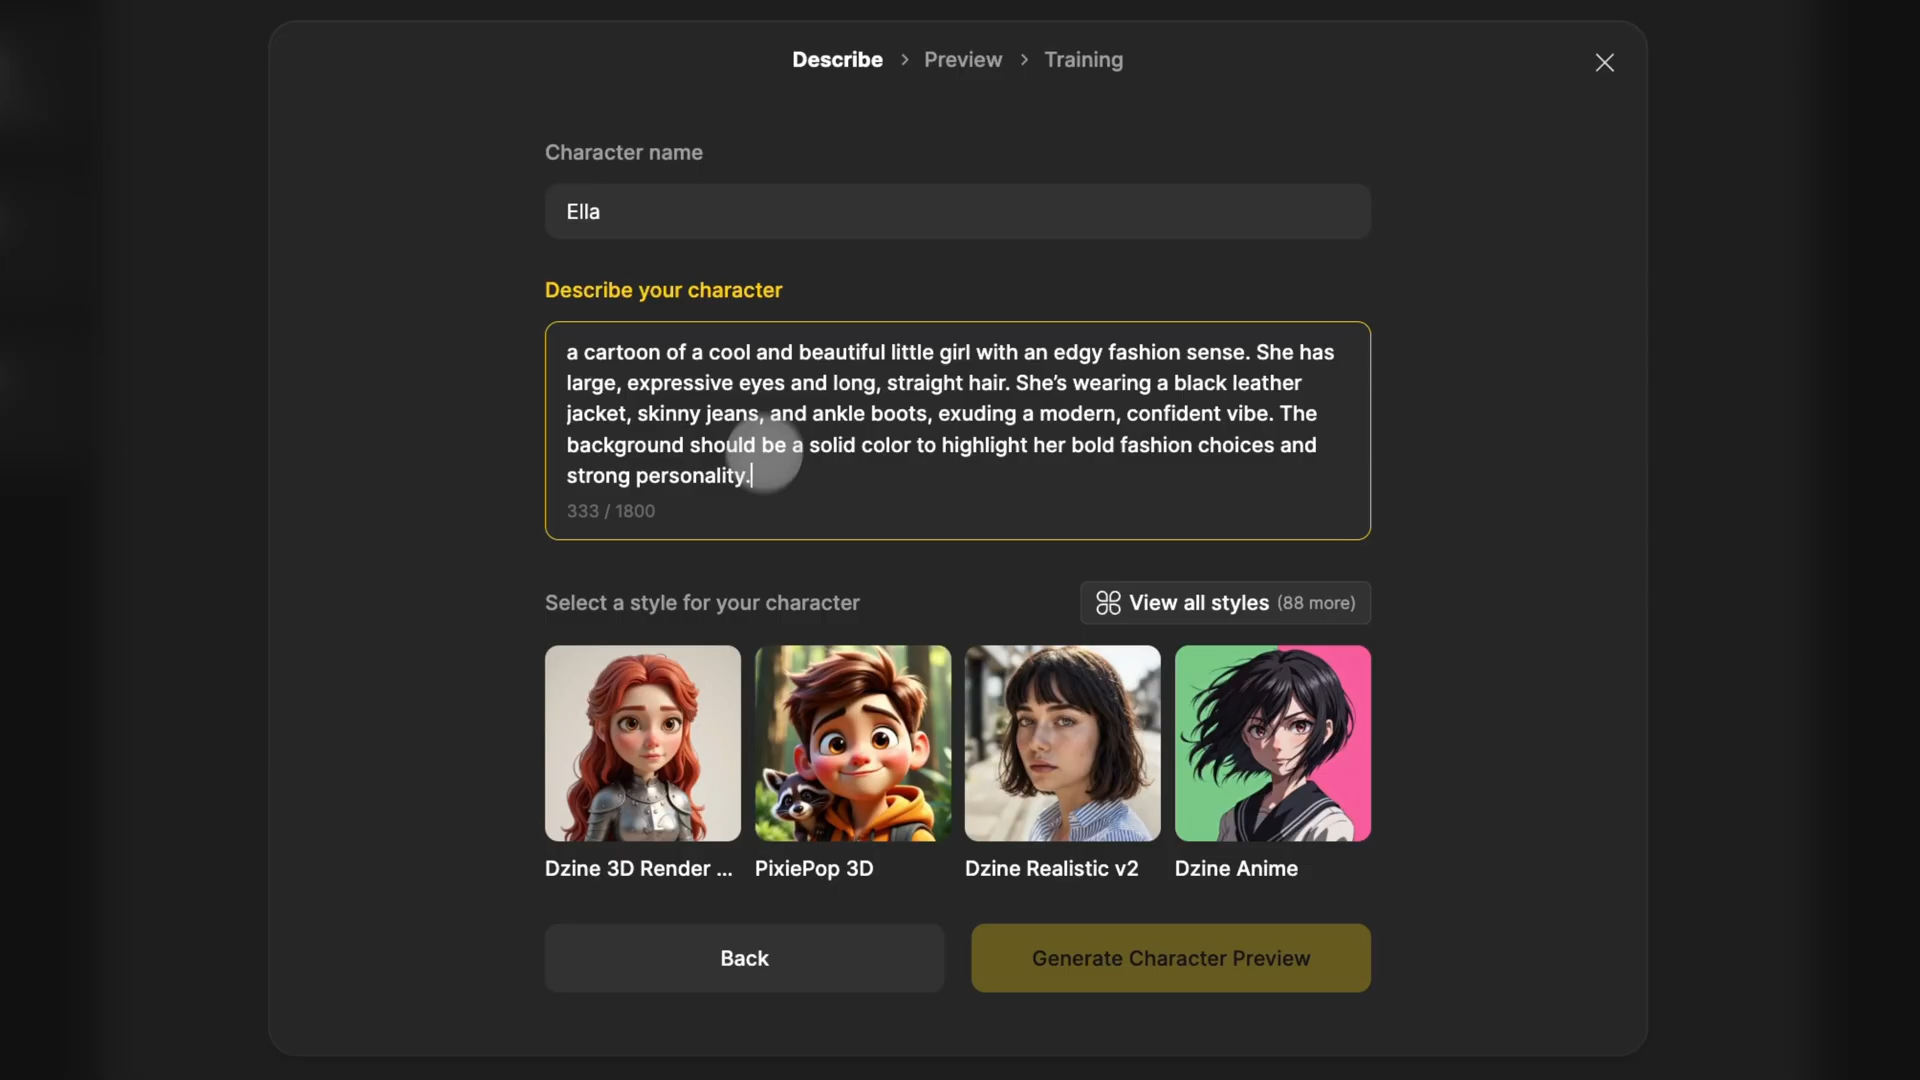 Describe > Preview > Training
Character name
Ella
Describe your character
a cartoon of a cool and beautiful little girl with an edgy fashion sense. She has
large, expressive eyes and long, straight hair. She’s wearing a black leather
jacket, skinny jeans, and ankle boots, exuding a modern, confident vibe. The
background should be a solid color to highlight her bold fashion choices and
strong personality.
333 / 1800
Select a style for your character
View all styles (88 more)
Dzine 3D Render ...
PixiePop 3D
Dzine Realistic v2
Dzine Anime
Back
Generate Character Preview